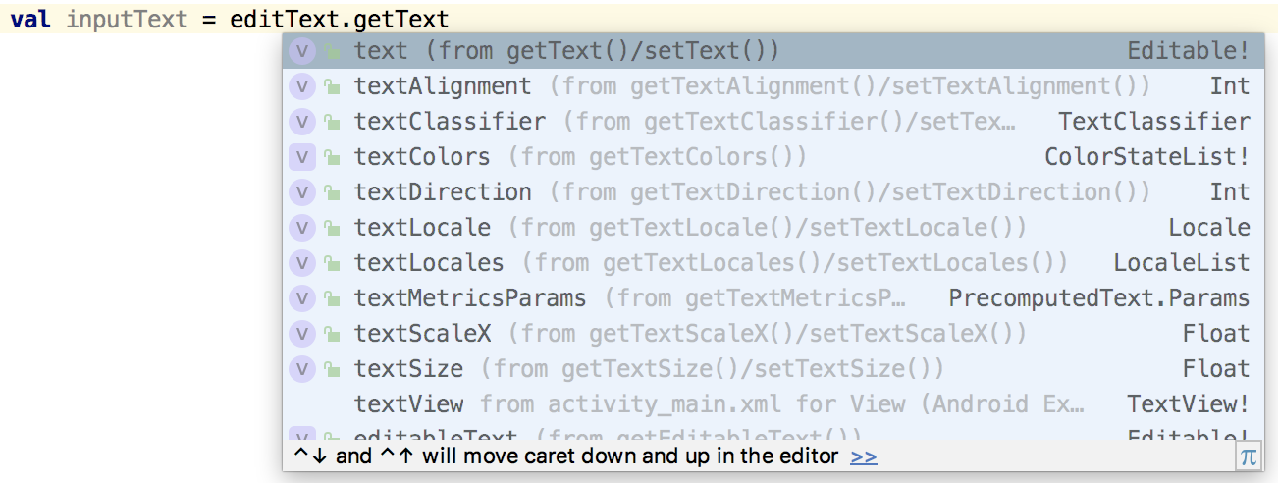 val inputText = editText.getText
v text (from getText()/setText()) Editable!
v textAlignment (from getTextAlignment()/setTextAlignment()) Int
v textClassifier (from getTextClassifier()/setTex… TextClassifier
v textColors (from getTextColors()) ColorStateList!
v textDirection (from getTextDirection()/setTextDirection()) Int
v textLocale (from getTextLocale()/setTextLocale()) Locale
v textLocales (from getTextLocales()/setTextLocales()) LocaleList
v textMetricsParams (from getTextMetricsP… PrecomputedText.Params
v textScaleX (from getTextScaleX()/setTextScaleX()) Float
v textSize (from getTextSize()/setTextSize()) Float
textView from activity_main.xml for View (Android Ex… TextView!
v editableText (from getEditableText()) Editable!
^↓ and ^↑ will move caret down and up in the editor >> π